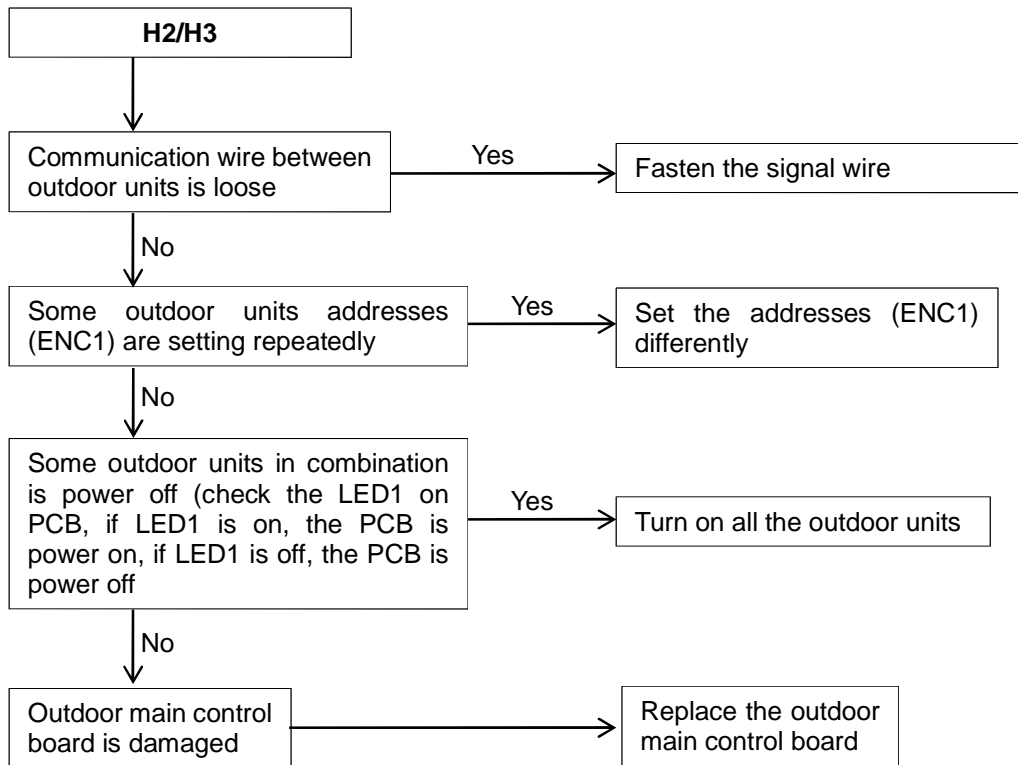 H2/H3
Communication wire between
outdoor units is loose
Yes
Fasten the signal wire
No
Some outdoor units addresses
(ENC1) are setting repeatedly
Yes
Set the addresses (ENC1)
differently
No
Some outdoor units in combination
is power off (check the LED1 on
PCB, if LED1 is on, the PCB is
power on, if LED1 is off, the PCB is
power off
Yes
Turn on all the outdoor units
No
Outdoor main control
board is damaged
Replace the outdoor
main control board